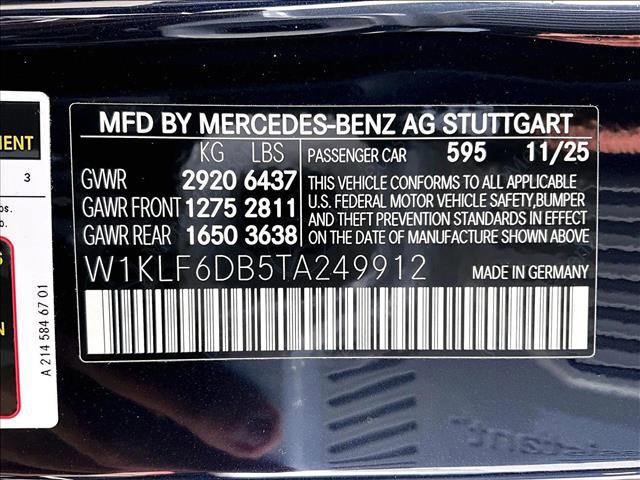 MFD BY MERCEDES-BENZ AG STUTTGART
KG LBS
PASSENGER CAR 595 11/25
GVWR 2920 6437
GAWR FRONT 1275 2811
GAWR REAR 1650 3638
THIS VEHICLE CONFORMS TO ALL APPLICABLE
U.S. FEDERAL MOTOR VEHICLE SAFETY,BUMPER
AND THEFT PREVENTION STANDARDS IN EFFECT
ON THE DATE OF MANUFACTURE SHOWN ABOVE.
W1KLF6DB5TA249912
MADE IN GERMANY
3
A 214 584 67 01